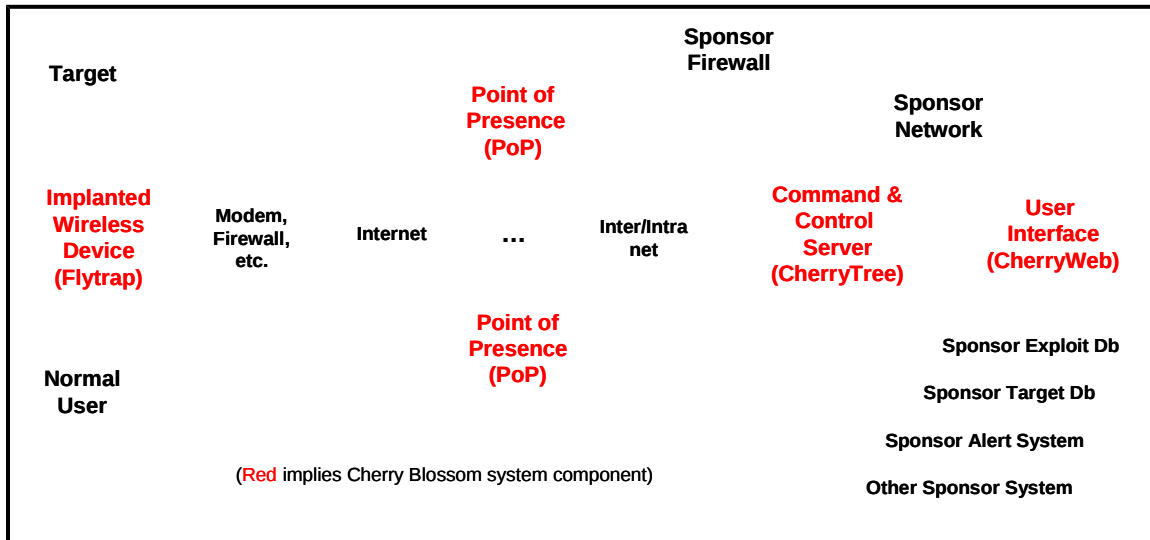 Sponsor
Firewall
Target
Point of
Presence
(PoP)
Sponsor
Network
Implanted
Wireless
Device
(Flytrap)
Modem,
Firewall,
etc.
Internet
...
Inter/Intra
net
Command &
Control
Server
(CherryTree)
User
Interface
(CherryWeb)
Point of
Presence
(PoP)
Normal
User
Sponsor Exploit Db
Sponsor Target Db
Sponsor Alert System
Other Sponsor System
(Red implies Cherry Blossom system component)